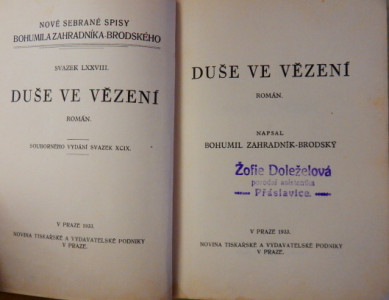 NOVÉ SEBRANÉ SPISY
BOHUMILA ZAHRADNÍKA-BRODSKÉHO
SVAZEK LXXVIII.
DUŠE VE VĚZENÍ
ROMÁN.
SOUBORNÉHO VYDÁNÍ SVAZEK XCIX.
V PRAZE 1933.
NOVINA TISKAŘSKÉ A VYDAVATELSKÉ PODNIKY
V PRAZE.
DUŠE VE VĚZENÍ
ROMÁN.
NAPSAL
BOHUMIL ZAHRADNÍK-BRODSKÝ
Žofie Doleželová
porodní asistentka
Přáslavice.
V PRAZE 1933.
NOVINA TISKAŘSKÉ A VYDAVATELSKÉ PODNIKY
V PRAZE.